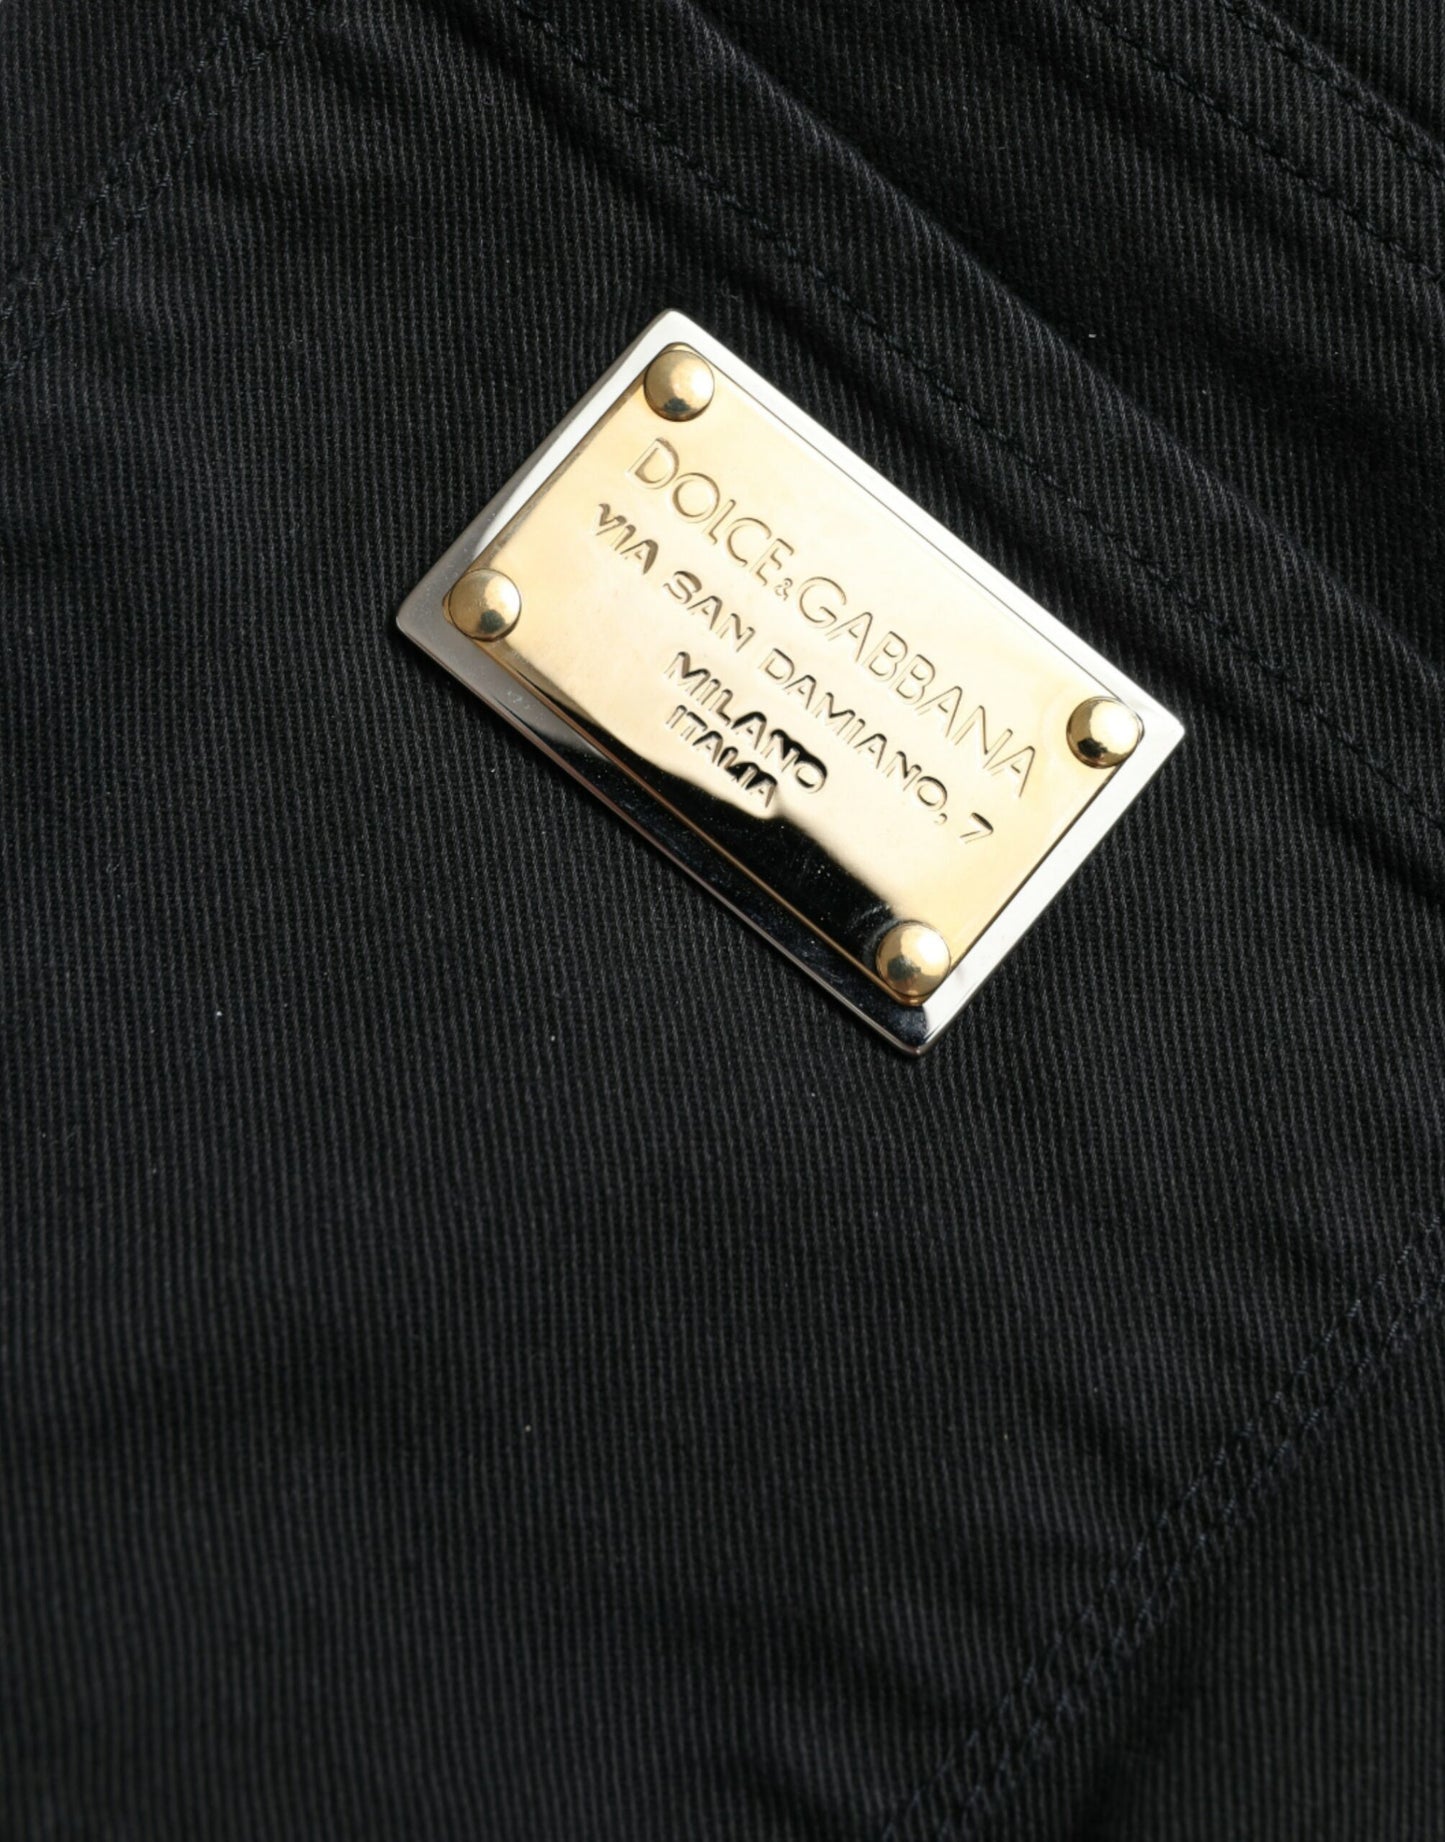 DOLCE&GABBANA
VIA SAN DAMIANO, 7
MILANO
ITALIA